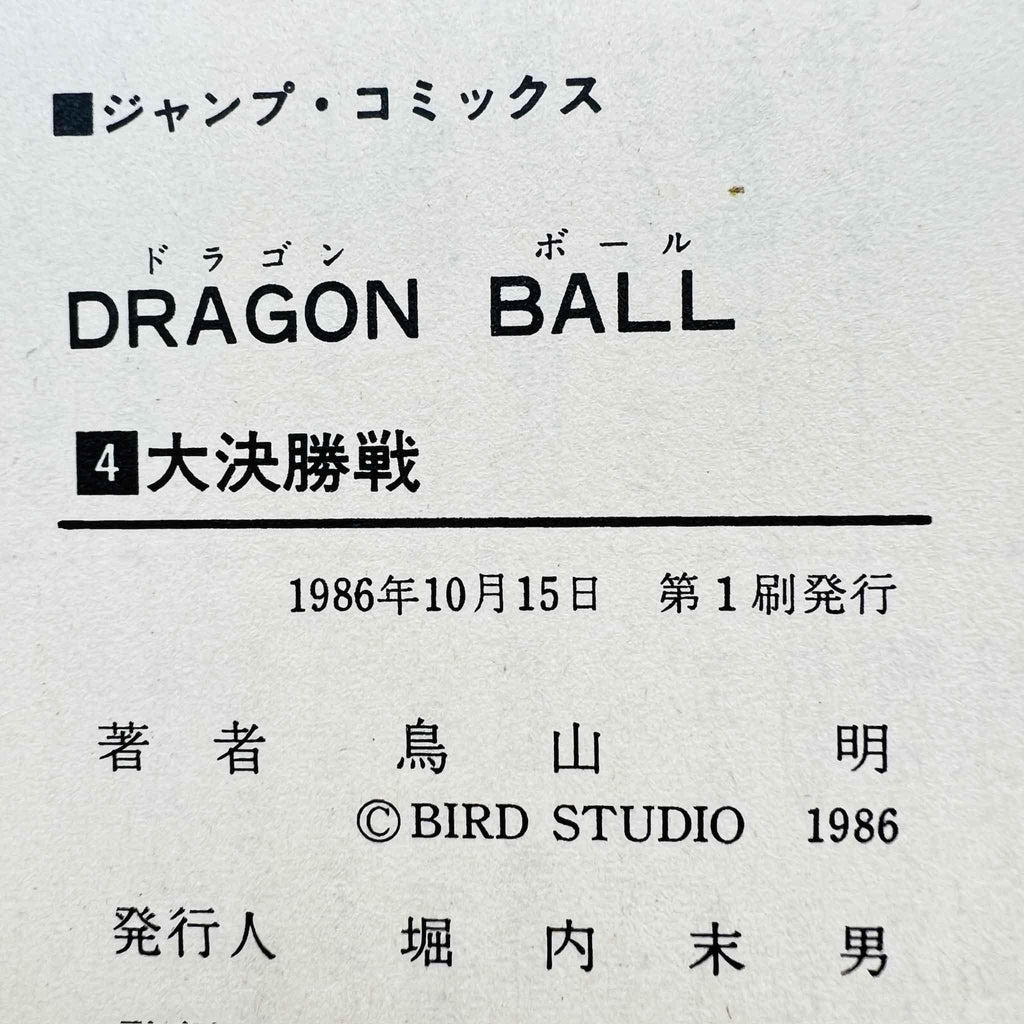 ■ジャンプ・コミックス
ドラゴン ボール
DRAGON BALL
4 大決勝戦
1986年10月15日 第1刷発行
著者 鳥山 明
©BIRD STUDIO 1986
発行人 堀内末男